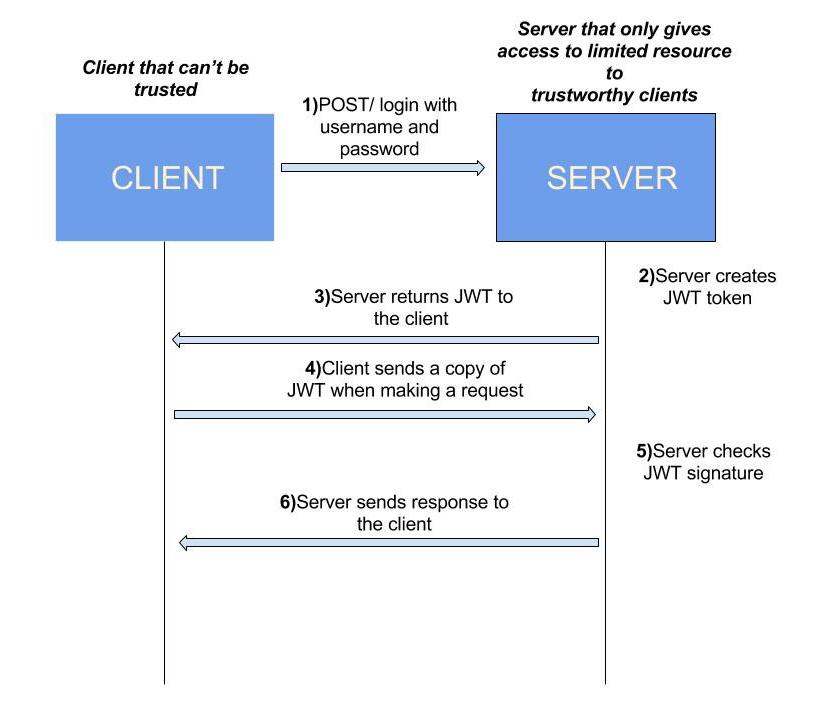 Client that can't be
trusted
Server that only gives
access to limited resource
to
trustworthy clients
1)POST/ login with
username and
password
CLIENT
SERVER
2)Server creates
JWT token
3)Server returns JWT to
the client
4)Client sends a copy of
JWT when making a request
5)Server checks
JWT signature
6)Server sends response to
the client